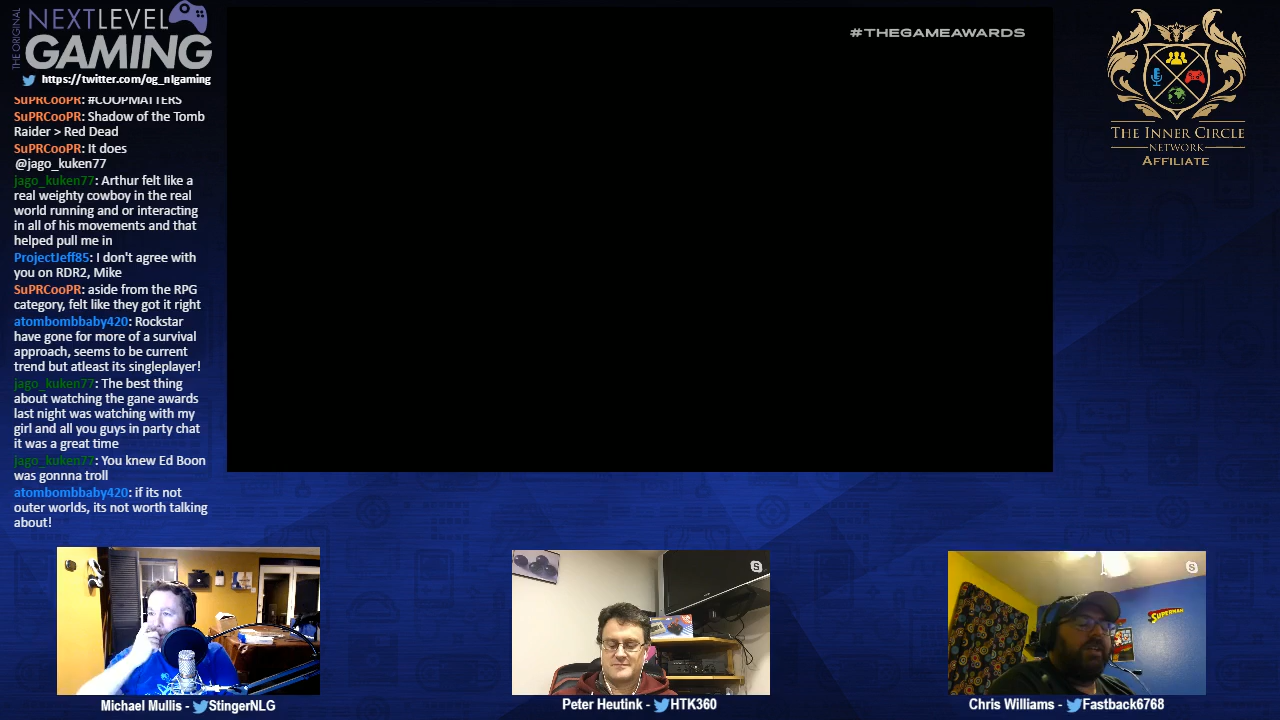 THE ORIGINAL
NEXTLEVEL
GAMING
https://twitter.com/og_nlgaming
SuPRCooPR: #COOPMATTERS
SuPRCooPR: Shadow of the Tomb
Raider > Red Dead
SuPRCooPR: It does
@jago_kuken77
jago_kuken77: Arthur felt like a
real weighty cowboy in the real
world running and or interacting
in all of his movements and that
helped pull me in
ProjectJeff85: I don't agree with
you on RDR2, Mike
SuPRCooPR: aside from the RPG
category, felt like they got it right
atombombbaby420: Rockstar
have gone for more of a survival
approach, seems to be current
trend but atleast its singleplayer!
jago_kuken77: The best thing
about watching the gane awards
last night was watching with my
girl and all you guys in party chat
it was a great time
jago_kuken77: You knew Ed Boon
was gonnna troll
atombombbaby420: if its not
outer worlds, its not worth talking
about!
#THEGAMEAWARDS
THE INNER CIRCLE
NETWORK
AFFILIATE
SUPERMAN
Michael Mullis - StingerNLG
Peter Heutink - HTK360
Chris Williams - Fastback6768